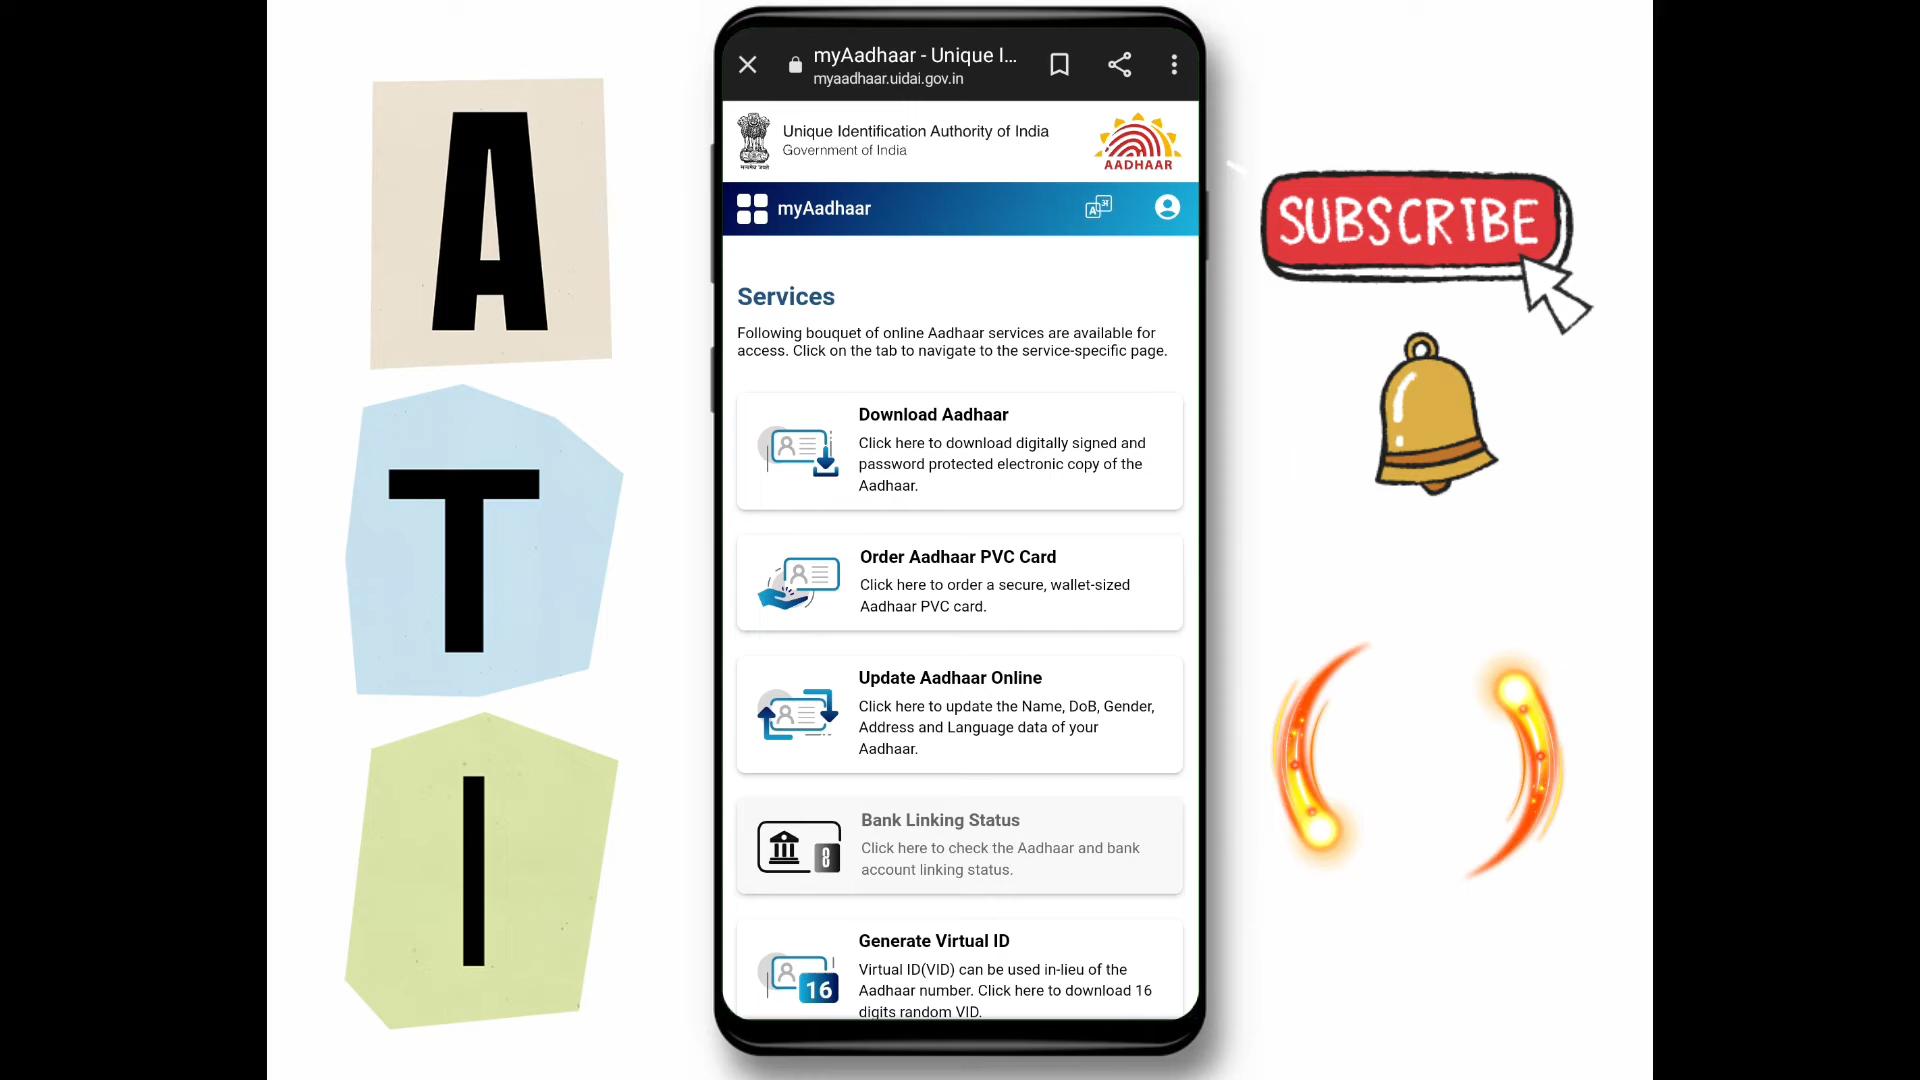 A
T
I
myAadhaar - Unique I...
myaadhaar.uidai.gov.in
Unique Identification Authority of India
Government of India
सत्यमेव जयते
AADHAAR
myAadhaar
A अ
Services
Following bouquet of online Aadhaar services are available for
access. Click on the tab to navigate to the service-specific page.
Download Aadhaar
Click here to download digitally signed and
password protected electronic copy of the
Aadhaar.
Order Aadhaar PVC Card
Click here to order a secure, wallet-sized
Aadhaar PVC card.
Update Aadhaar Online
Click here to update the Name, DoB, Gender,
Address and Language data of your
Aadhaar.
Bank Linking Status
Click here to check the Aadhaar and bank
account linking status.
Generate Virtual ID
16
Virtual ID(VID) can be used in-lieu of the
Aadhaar number. Click here to download 16
digits random VID.
SUBSCRIBE